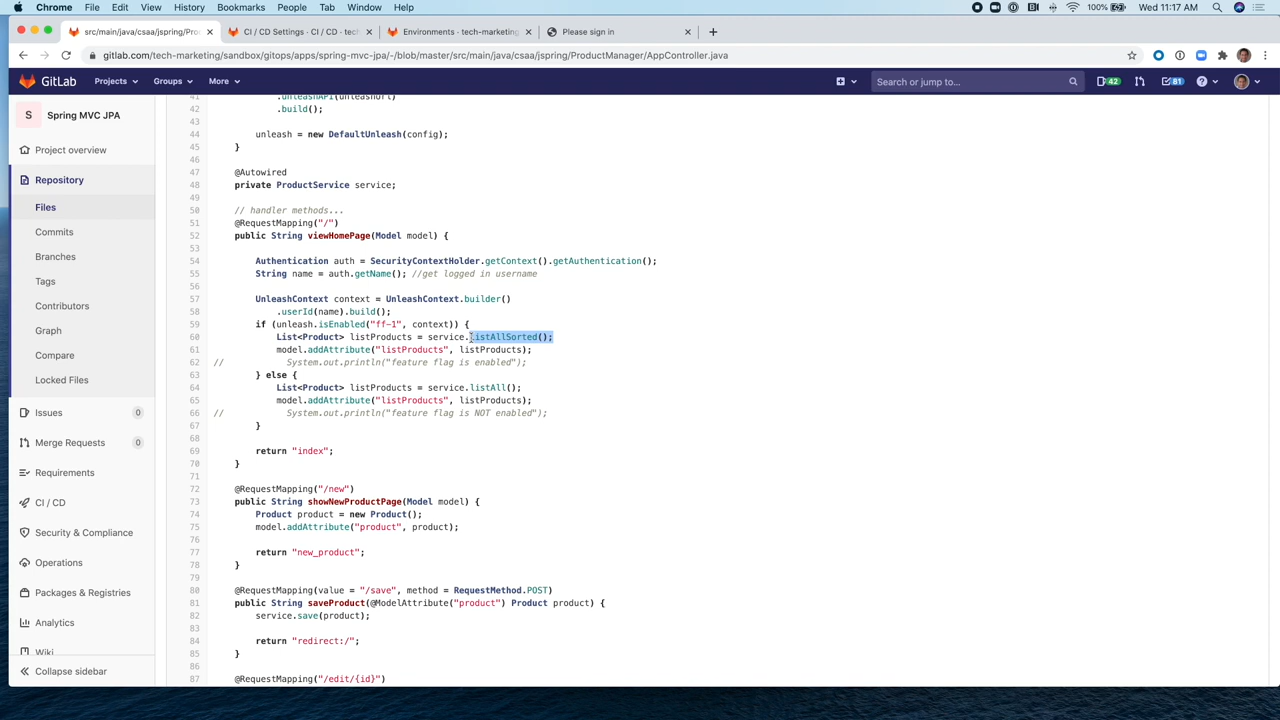 Chrome File Edit View History Bookmarks People Tab Window Help 100% Wed 11:17 AM
src/main/java/csaa/jspring/Pro CI / CD Settings · CI / CD · tech Environments · tech-marketing Please sign in
gitlab.com/tech-marketing/sandbox/gitops/apps/spring-mvc-jpa/-/blob/master/src/main/java/csaa/jspring/ProductManager/AppController.java
GitLab Projects Groups More Search or jump to... 42 81
S Spring MVC JPA
Project overview
Repository
Files
Commits
Branches
Tags
Contributors
Graph
Compare
Locked Files
Issues 0
Merge Requests 0
Requirements
CI / CD
Security & Compliance
Operations
Packages & Registries
Analytics
Wiki
Collapse sidebar
41 .unleashAPI(unleashUrl)
42 .build();
43
44 unleash = new DefaultUnleash(config);
45 }
46
47 @Autowired
48 private ProductService service;
49
50 // handler methods...
51 @RequestMapping("/")
52 public String viewHomePage(Model model) {
53
54 Authentication auth = SecurityContextHolder.getContext().getAuthentication();
55 String name = auth.getName(); //get logged in username
56
57 UnleashContext context = UnleashContext.builder()
58 .userId(name).build();
59 if (unleash.isEnabled("ff-1", context)) {
60 List<Product> listProducts = service.listAllSorted();
61 model.addAttribute("listProducts", listProducts);
62 // System.out.println("feature flag is enabled");
63 } else {
64 List<Product> listProducts = service.listAll();
65 model.addAttribute("listProducts", listProducts);
66 // System.out.println("feature flag is NOT enabled");
67 }
68
69 return "index";
70 }
71
72 @RequestMapping("/new")
73 public String showNewProductPage(Model model) {
74 Product product = new Product();
75 model.addAttribute("product", product);
76
77 return "new_product";
78 }
79
80 @RequestMapping(value = "/save", method = RequestMethod.POST)
81 public String saveProduct(@ModelAttribute("product") Product product) {
82 service.save(product);
83
84 return "redirect:/";
85 }
86
87 @RequestMapping("/edit/{id}")